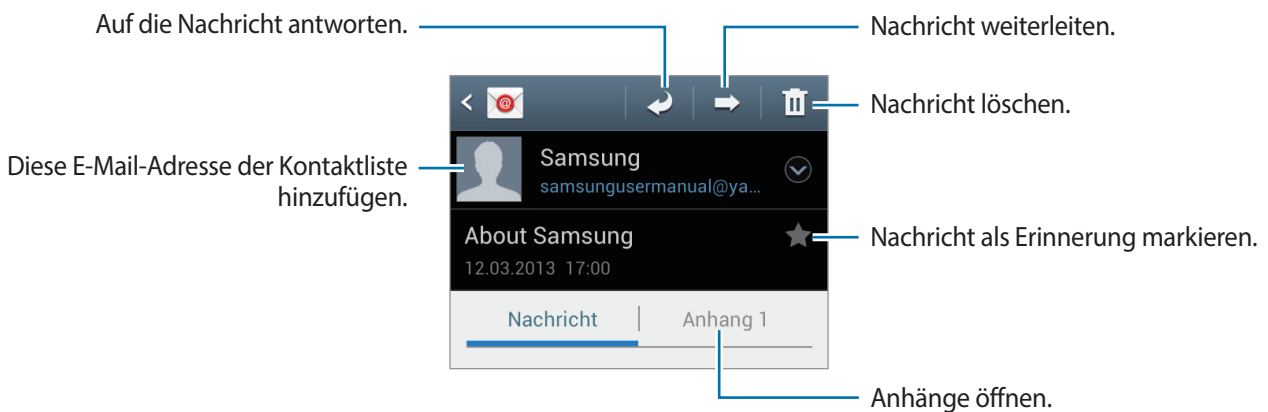 Auf die Nachricht antworten.
Nachricht weiterleiten.
Nachricht löschen.
Diese E-Mail-Adresse der Kontaktliste
hinzufügen.
Samsung
samsungusermanual@ya...
About Samsung
12.03.2013 17:00
Nachricht als Erinnerung markieren.
Nachricht
Anhang 1
Anhänge öffnen.